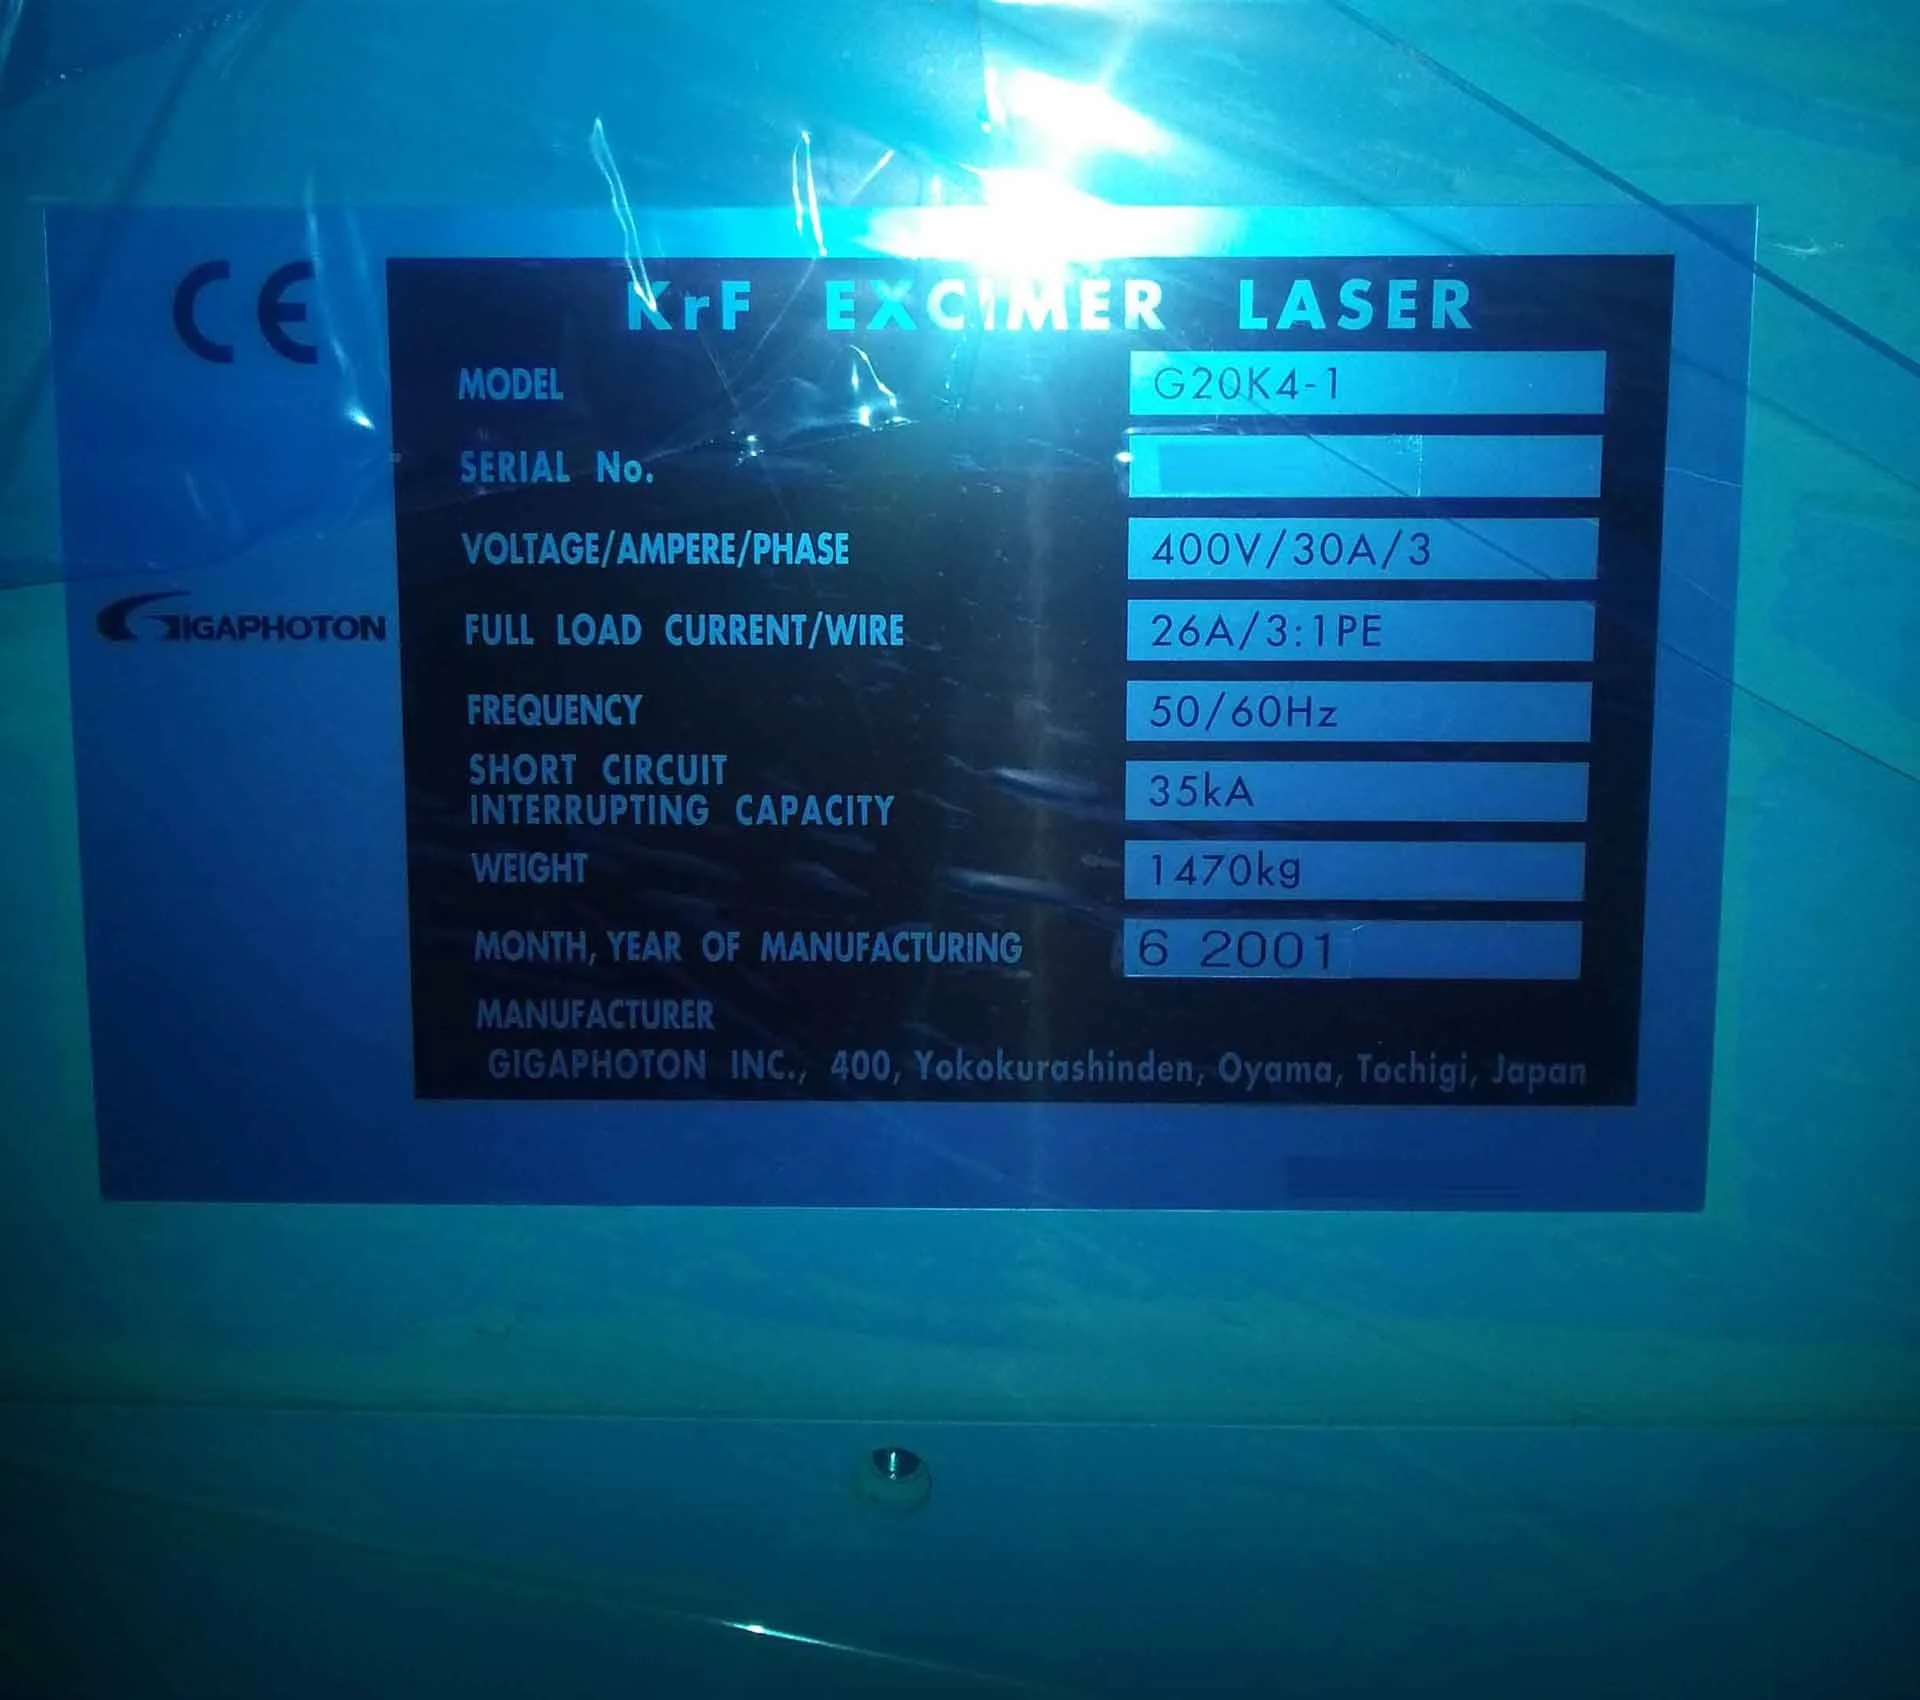 CE
KrF EXCIMER LASER
MODEL G20K4-1
SERIAL No.
VOLTAGE/AMPERE/PHASE 400V/30A/3
FULL LOAD CURRENT/WIRE 26A/3:1PE
GIGAPHOTON
FREQUENCY 50/60Hz
SHORT CIRCUIT
INTERRUPTING CAPACITY 35kA
WEIGHT 1470kg
MONTH, YEAR OF MANUFACTURING 6 2001
MANUFACTURER
GIGAPHOTON INC., 400, Yokokurashinden, Oyama, Tochigi, Japan